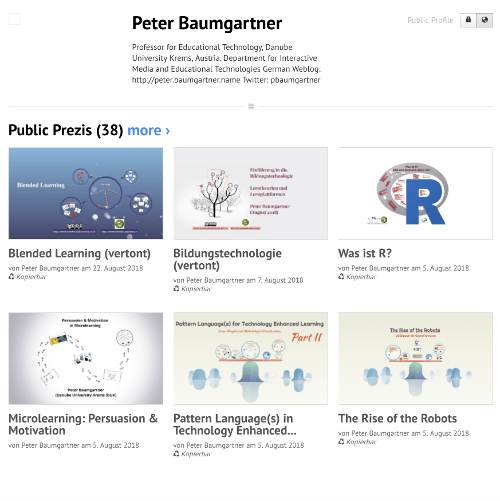 Peter Baumgartner
Public Profile
Professor for Educational Technology, Danube
University Krems, Austria. Department for Interactive
Media and Educational Technologies German Weblog:
http://peter.baumgartner.name Twitter: pbaumgartner
#
Public Prezis (38) more ›
Blended Learning
Einführung in die
Bildungstechnologie
Lerntheorien und
Lernplattformen
Peter Baumgartner
(August 2018)
R
Blended Learning (vertont)
von Peter Baumgartner am 22. August 2018
Kopierbar
Bildungstechnologie
(vertont)
von Peter Baumgartner am 7. August 2018
Kopierbar
Was ist R?
von Peter Baumgartner am 5. August 2018
Kopierbar
Persuasion & Motivation
in Microlearning
Peter Baumgartner
(Danube University Krems (DUK)
Pattern Language(s) for Technology Enhanced Learning
Part II
The Rise of the Robots
Microlearning: Persuasion &
Motivation
von Peter Baumgartner am 5. August 2018
Pattern Language(s) in
Technology Enhanced...
von Peter Baumgartner am 5. August 2018
Kopierbar
The Rise of the Robots
von Peter Baumgartner am 5. August 2018
Kopierbar